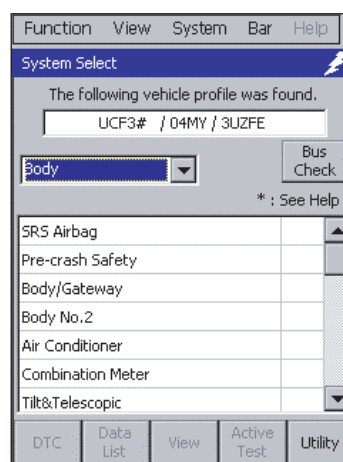 Function View System Bar Help
System Select
The following vehicle profile was found.
UCF3# / 04MY / 3UZFE
Body
Bus Check
* : See Help
SRS Airbag
Pre-crash Safety
Body/Gateway
Body No.2
Air Conditioner
Combination Meter
Tilt&Telescopic
DTC Data List View Active Test Utility